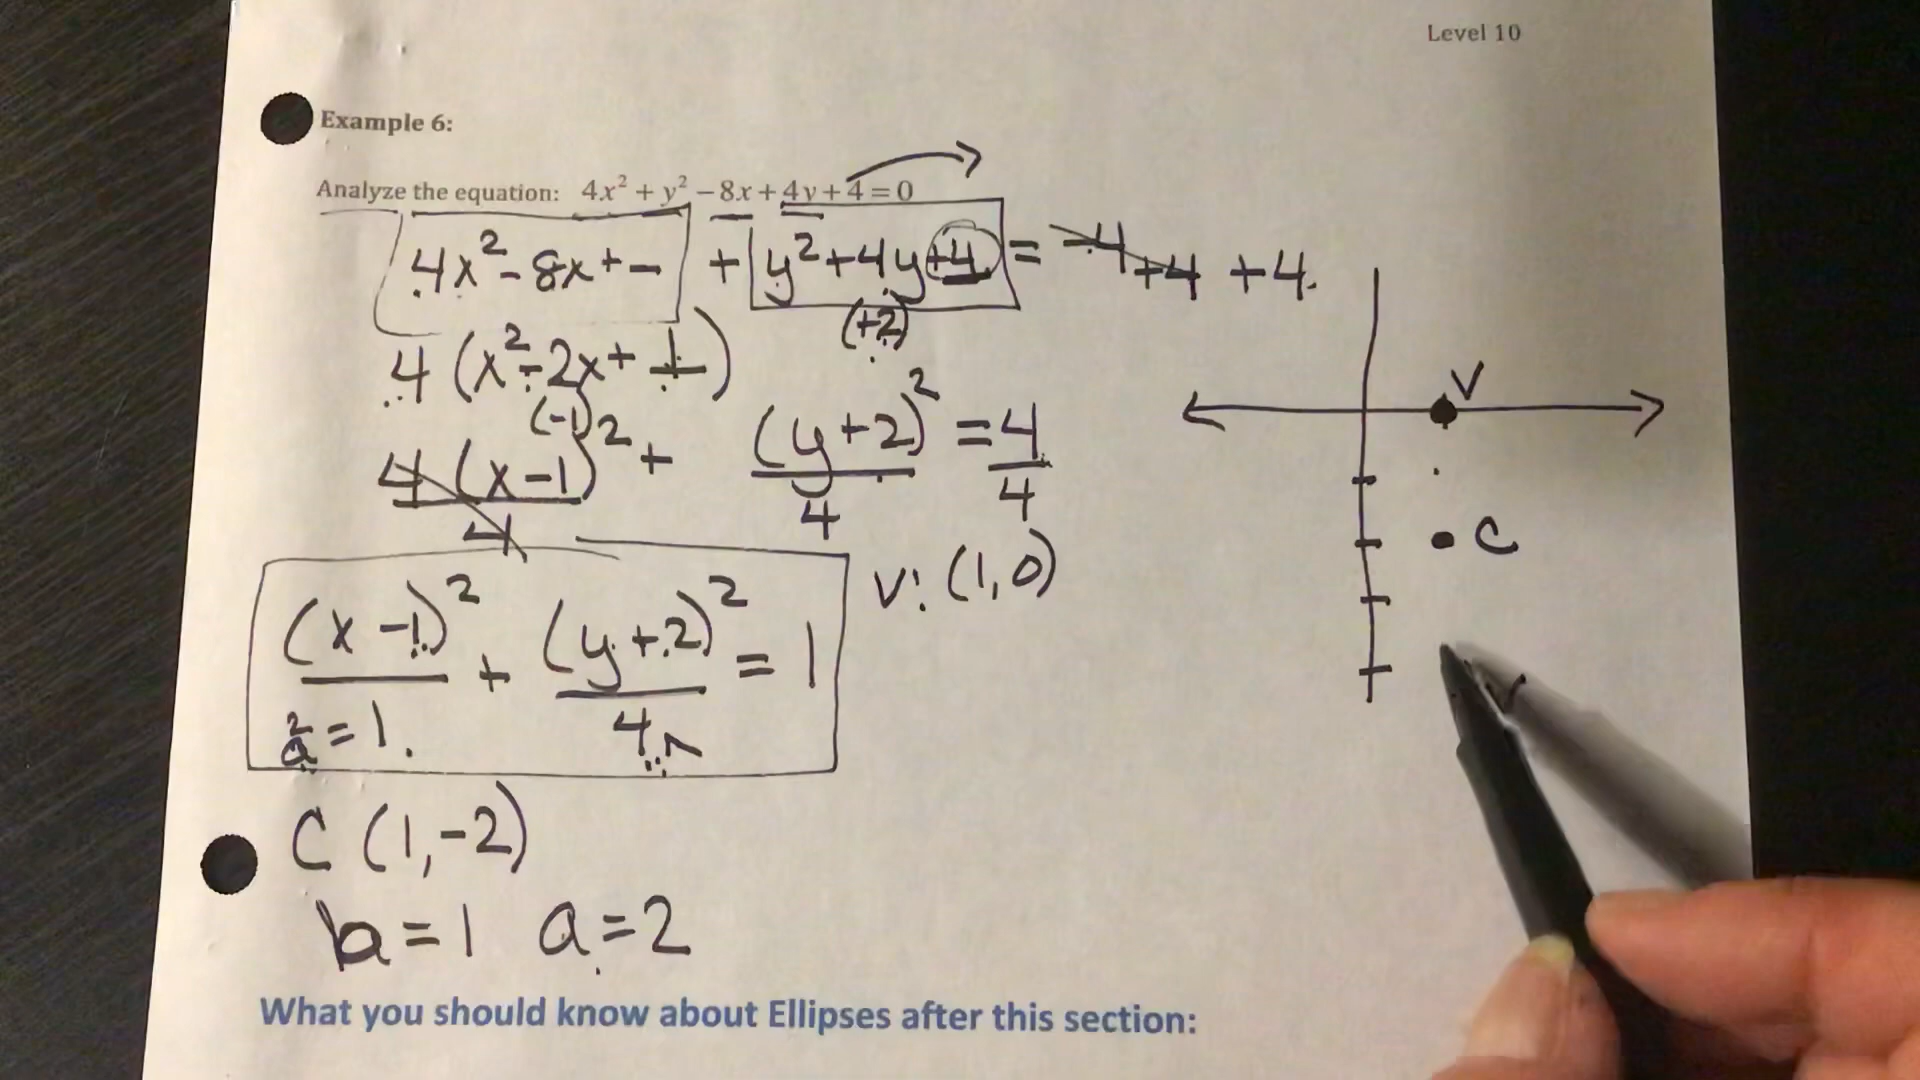 Level 10
Example 6:
Analyze the equation: 4x² + y² − 8x + 4y + 4 = 0
4x² - 8x + _ + y² + 4y + 4 = -4 + 4 + 4
(+2)
4 (x² - 2x + 1)
(-1)
4 (x - 1)² / 4 + (y + 2)² / 4 = 4 / 4
V: (1, 0)
(x - 1)² / 1 + (y + 2)² / 4 = 1
a² = 1
C (1, -2)
b = 1 a = 2
V
C
What you should know about Ellipses after this section: